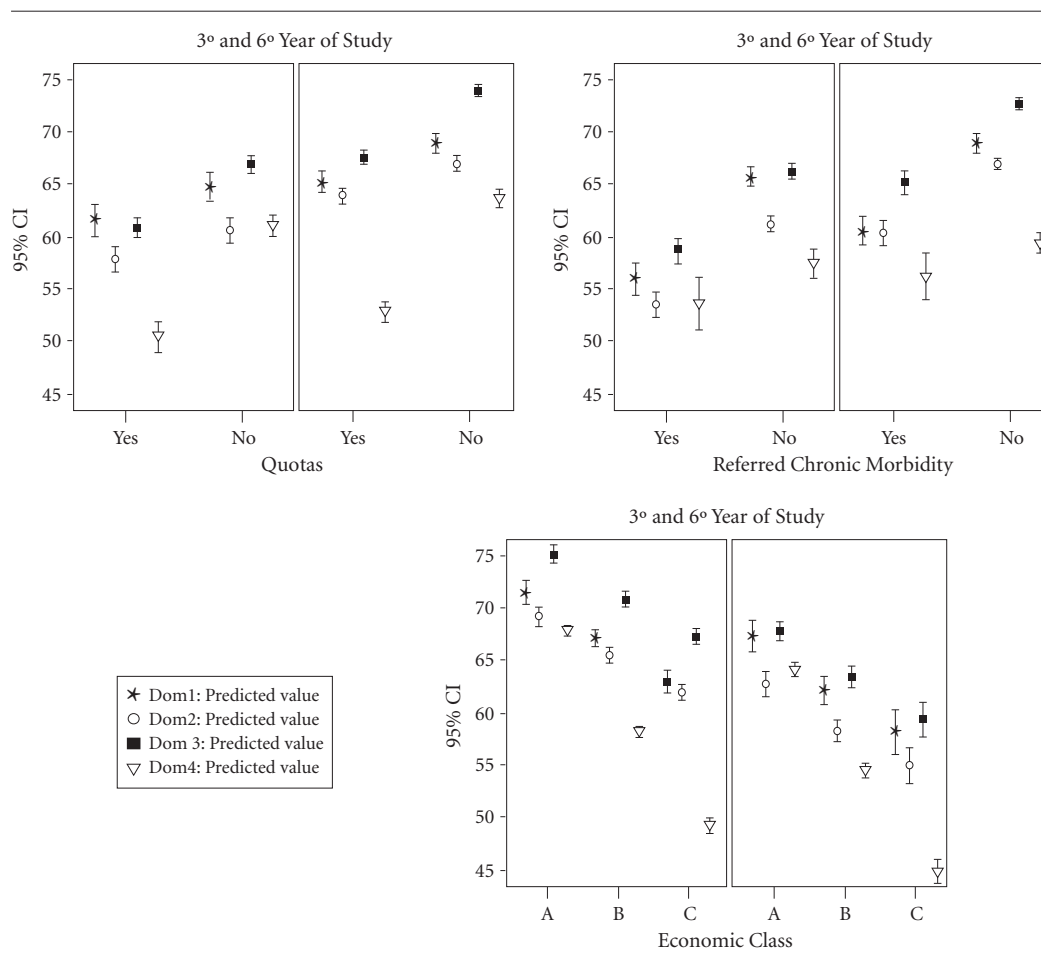 3º and 6º Year of Study
75
70
65
60
55
50
45
95% CI
Yes No Yes No
Quotas
3º and 6º Year of Study
75
70
65
60
55
50
45
95% CI
Yes No Yes No
Referred Chronic Morbidity
Dom1: Predicted value
Dom2: Predicted value
Dom 3: Predicted value
Dom4: Predicted value
3º and 6º Year of Study
75
70
65
60
55
50
45
95% CI
A B C A B C
Economic Class